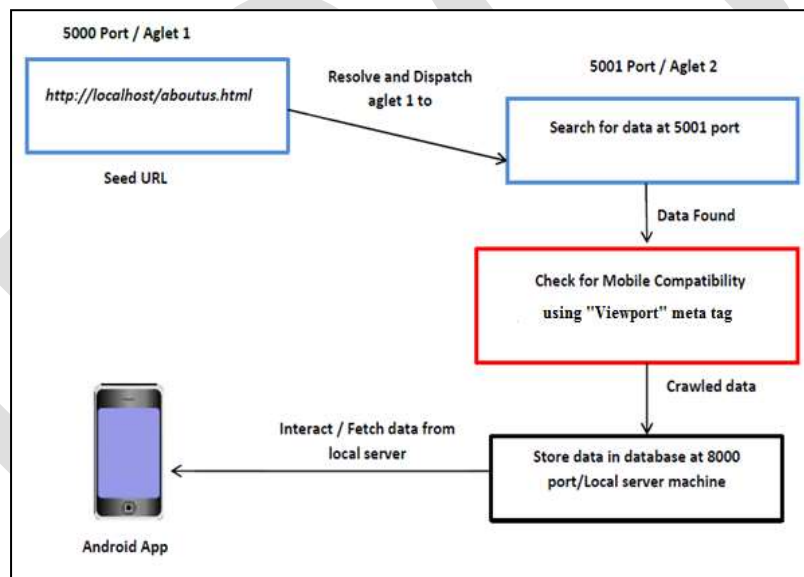 5000 Port / Aglet 1
http://localhost/aboutus.html
Seed URL
Resolve and Dispatch
aglet 1 to
5001 Port / Aglet 2
Search for data at 5001 port
Data Found
Check for Mobile Compatibility
using "Viewport" meta tag
Crawled data
Store data in database at 8000
port/Local server machine
Interact / Fetch data from
local server
Android App